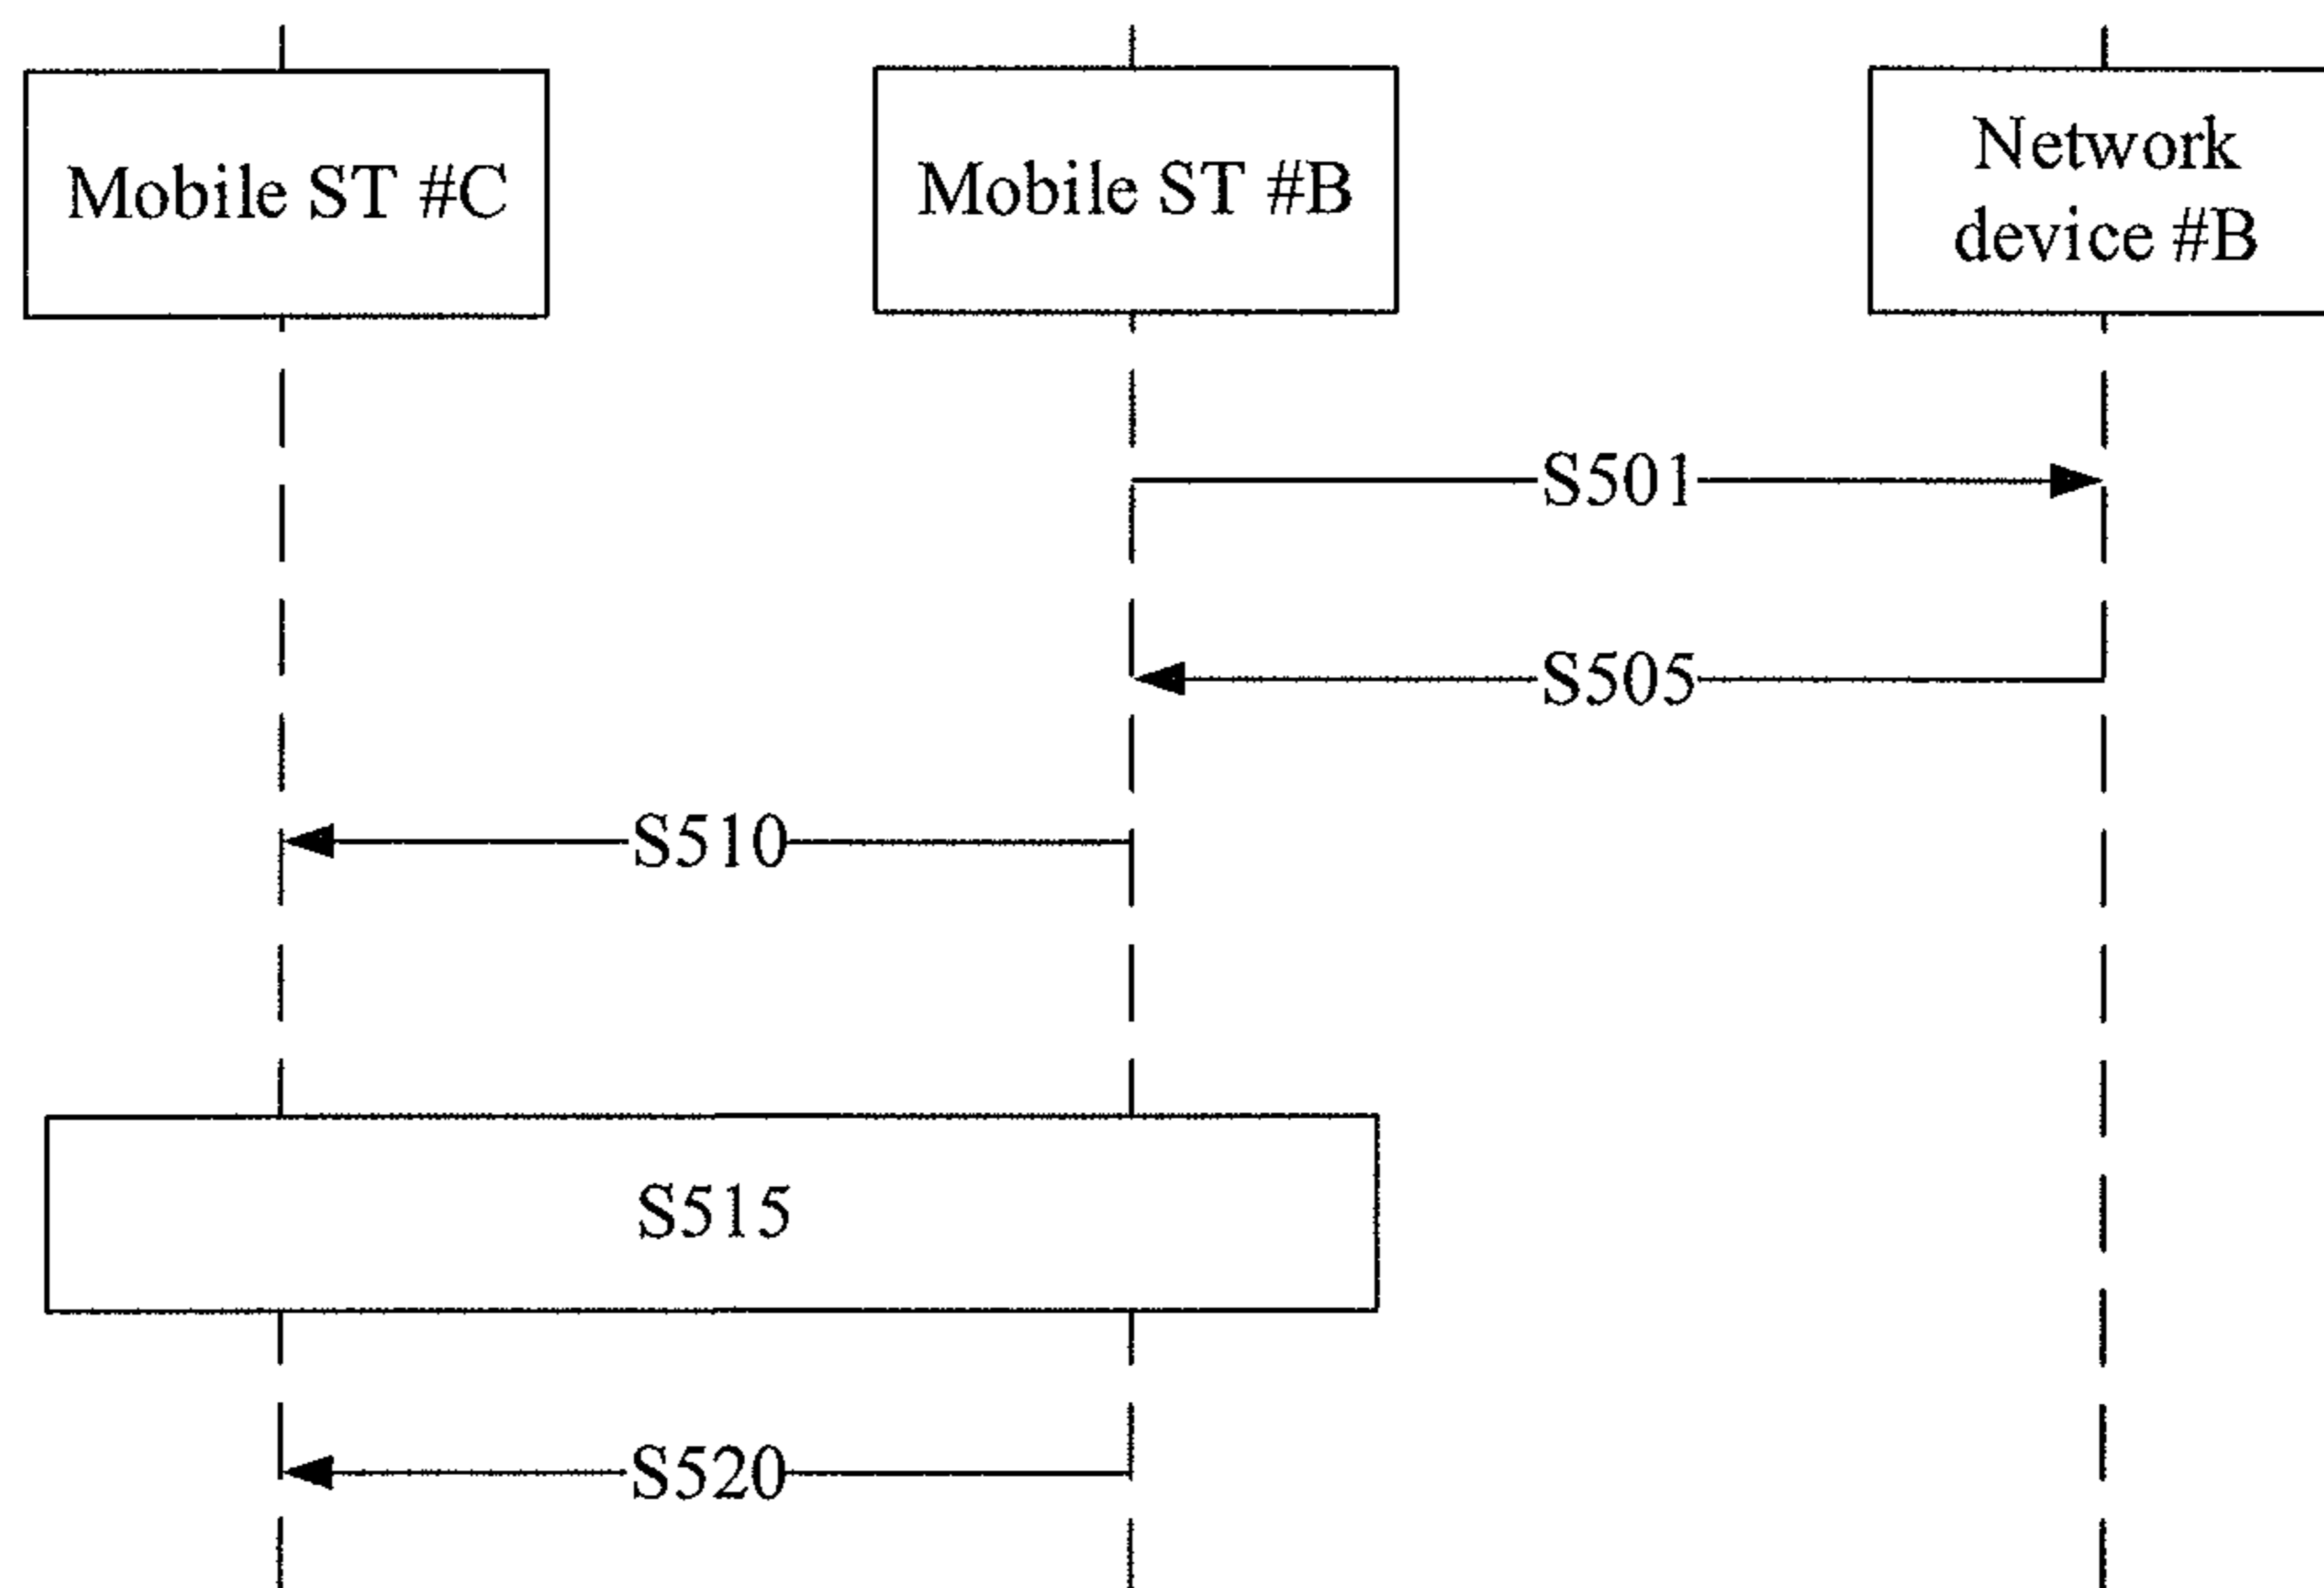 Mobile ST #C
Mobile ST #B
Network
device #B
S501
S505
S510
S515
S520